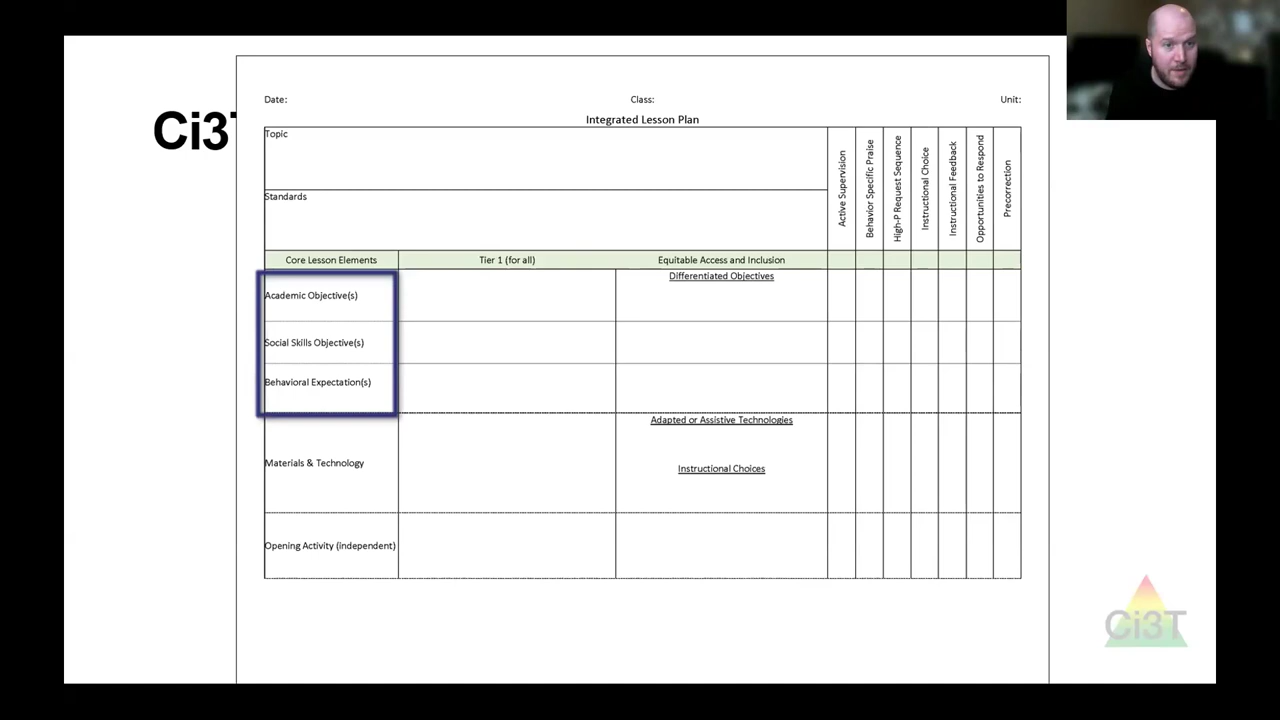 Ci3T
Date:
Class:
Unit:
Integrated Lesson Plan
Topic
Standards
Active Supervision
Behavior Specific Praise
High-P Request Sequence
Instructional Choice
Instructional Feedback
Opportunities to Respond
Precorrection
Core Lesson Elements
Tier 1 (for all)
Equitable Access and Inclusion
Differentiated Objectives
Academic Objective(s)
Social Skills Objective(s)
Behavioral Expectation(s)
Adapted or Assistive Technologies
Materials & Technology
Instructional Choices
Opening Activity (independent)
Ci3T